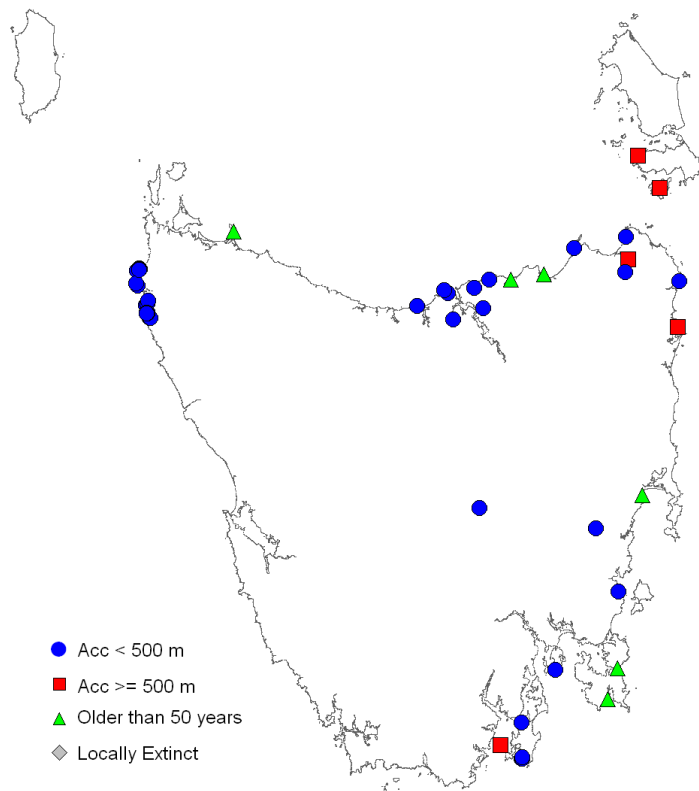 Acc < 500 m
Acc >= 500 m
Older than 50 years
Locally Extinct